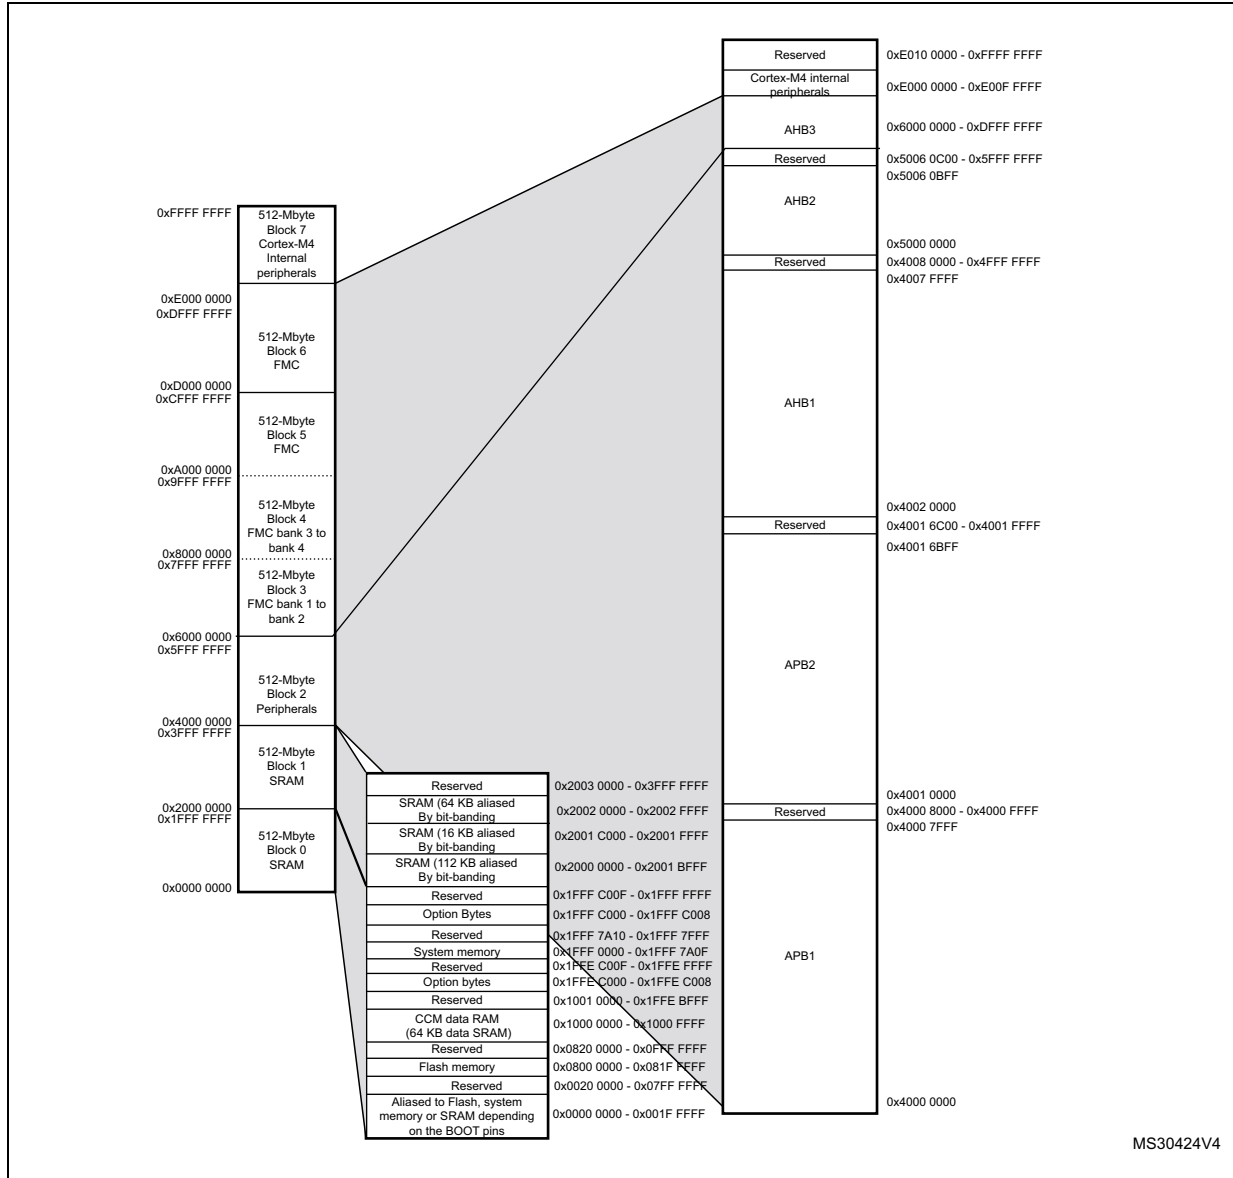 Reserved
0xE010 0000 - 0xFFFF FFFF
Cortex-M4 internal
peripherals
0xE000 0000 - 0xE00F FFFF
AHB3
0x6000 0000 - 0xDFFF FFFF
Reserved
0x5006 0C00 - 0x5FFF FFFF
0x5006 0BFF
AHB2
0x5000 0000
Reserved
0x4008 0000 - 0x4FFF FFFF
0x4007 FFFF
AHB1
0x4002 0000
Reserved
0x4001 6C00 - 0x4001 FFFF
0x4001 6BFF
APB2
0x4001 0000
Reserved
0x4000 8000 - 0x4000 FFFF
0x4000 7FFF
APB1
0x4000 0000
0xFFFF FFFF
512-Mbyte
Block 7
Cortex-M4
Internal
peripherals
0xE000 0000
0xDFFF FFFF
512-Mbyte
Block 6
FMC
0xD000 0000
0xCFFF FFFF
512-Mbyte
Block 5
FMC
0xA000 0000
0x9FFF FFFF
512-Mbyte
Block 4
FMC bank 3 to
bank 4
0x8000 0000
0x7FFF FFFF
512-Mbyte
Block 3
FMC bank 1 to
bank 2
0x6000 0000
0x5FFF FFFF
512-Mbyte
Block 2
Peripherals
0x4000 0000
0x3FFF FFFF
512-Mbyte
Block 1
SRAM
0x2000 0000
0x1FFF FFFF
512-Mbyte
Block 0
SRAM
0x0000 0000
Reserved
0x2003 0000 - 0x3FFF FFFF
SRAM (64 KB aliased
By bit-banding
0x2002 0000 - 0x2002 FFFF
SRAM (16 KB aliased
By bit-banding
0x2001 C000 - 0x2001 FFFF
SRAM (112 KB aliased
By bit-banding
0x2000 0000 - 0x2001 BFFF
Reserved
0x1FFF C00F - 0x1FFF FFFF
Option Bytes
0x1FFF C000 - 0x1FFF C008
Reserved
0x1FFF 7A10 - 0x1FFF 7FFF
System memory
0x1FFF 0000 - 0x1FFF 7A0F
Reserved
0x1FFE C00F - 0x1FFE FFFF
Option bytes
0x1FFE C000 - 0x1FFE C008
Reserved
0x1001 0000 - 0x1FFE BFFF
CCM data RAM
(64 KB data SRAM)
0x1000 0000 - 0x1000 FFFF
Reserved
0x0820 0000 - 0x0FFF FFFF
Flash memory
0x0800 0000 - 0x081F FFFF
Reserved
0x0020 0000 - 0x07FF FFFF
Aliased to Flash, system
memory or SRAM depending
on the BOOT pins
0x0000 0000 - 0x001F FFFF
MS30424V4